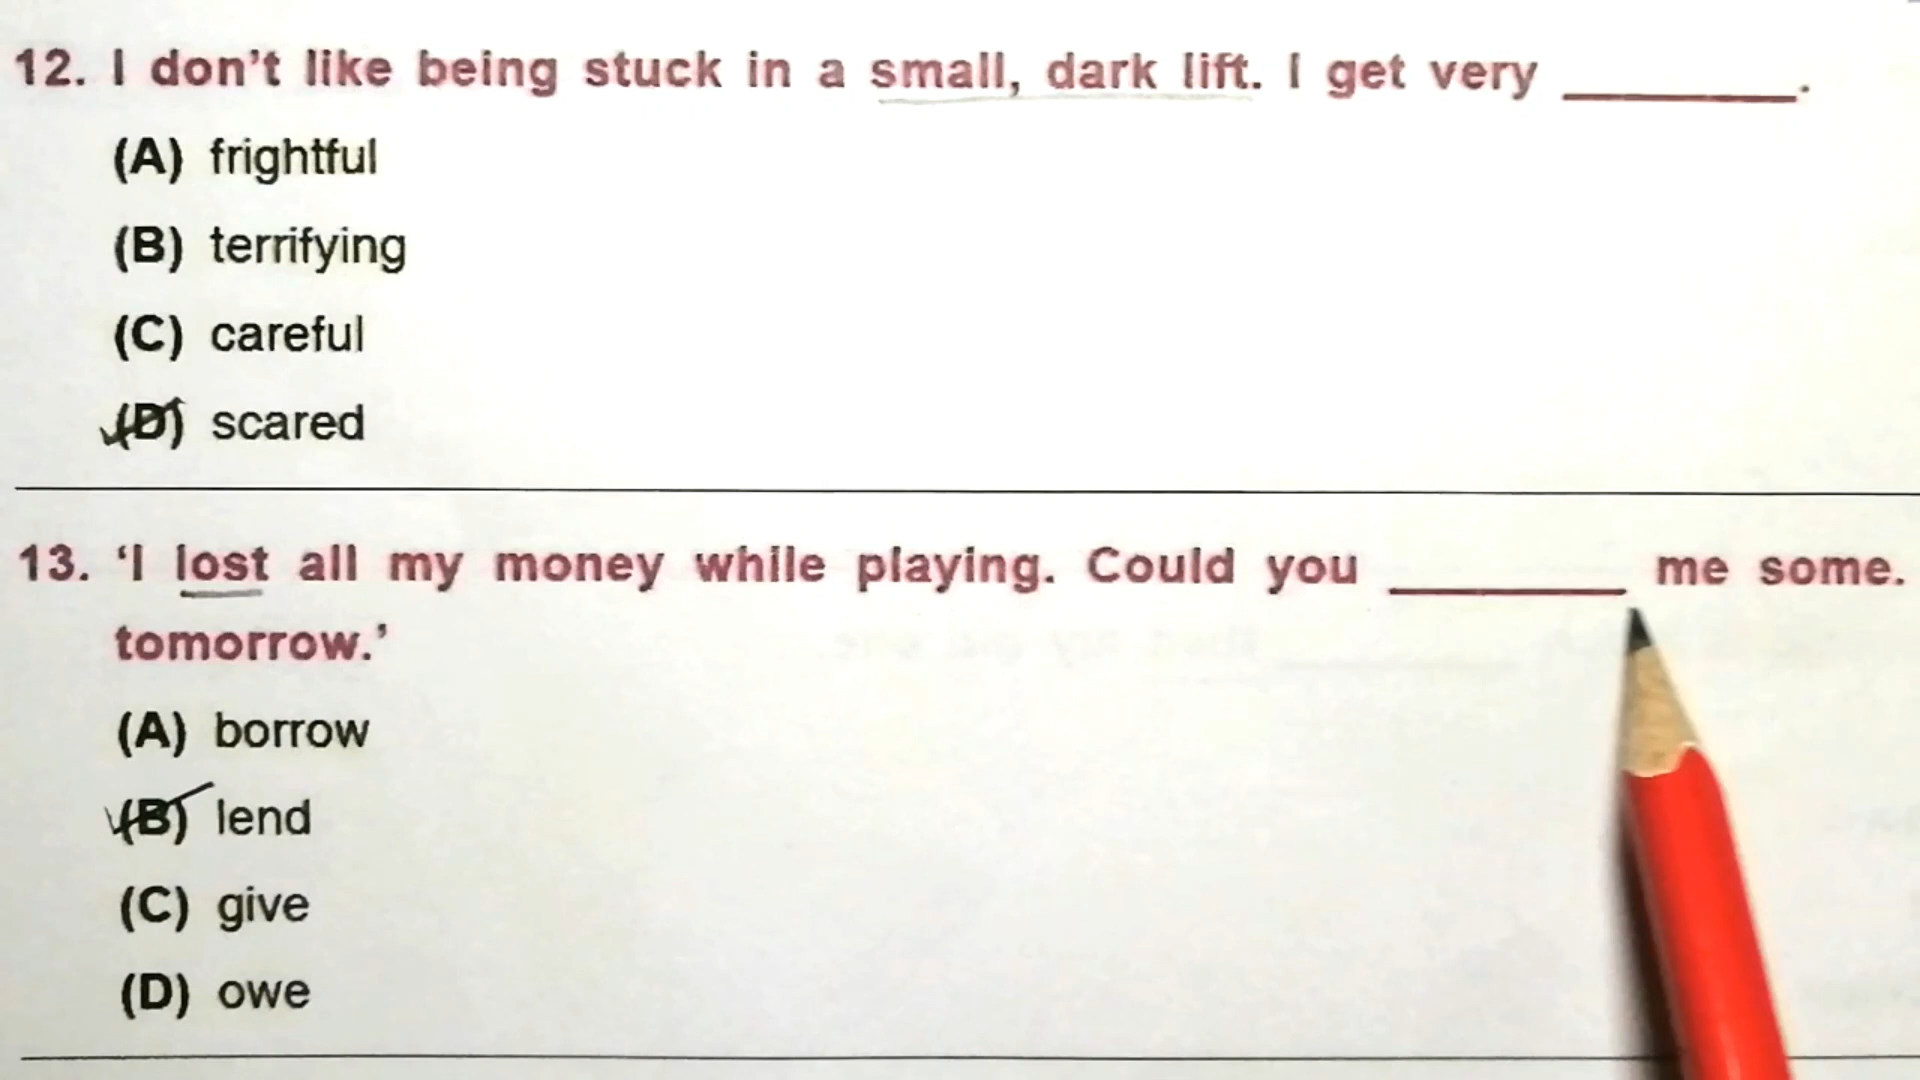 12. I don't like being stuck in a small, dark lift. I get very ________.
(A) frightful
(B) terrifying
(C) careful
(D) scared
13. ‘I lost all my money while playing. Could you ________ me some.
tomorrow.’
(A) borrow
(B) lend
(C) give
(D) owe